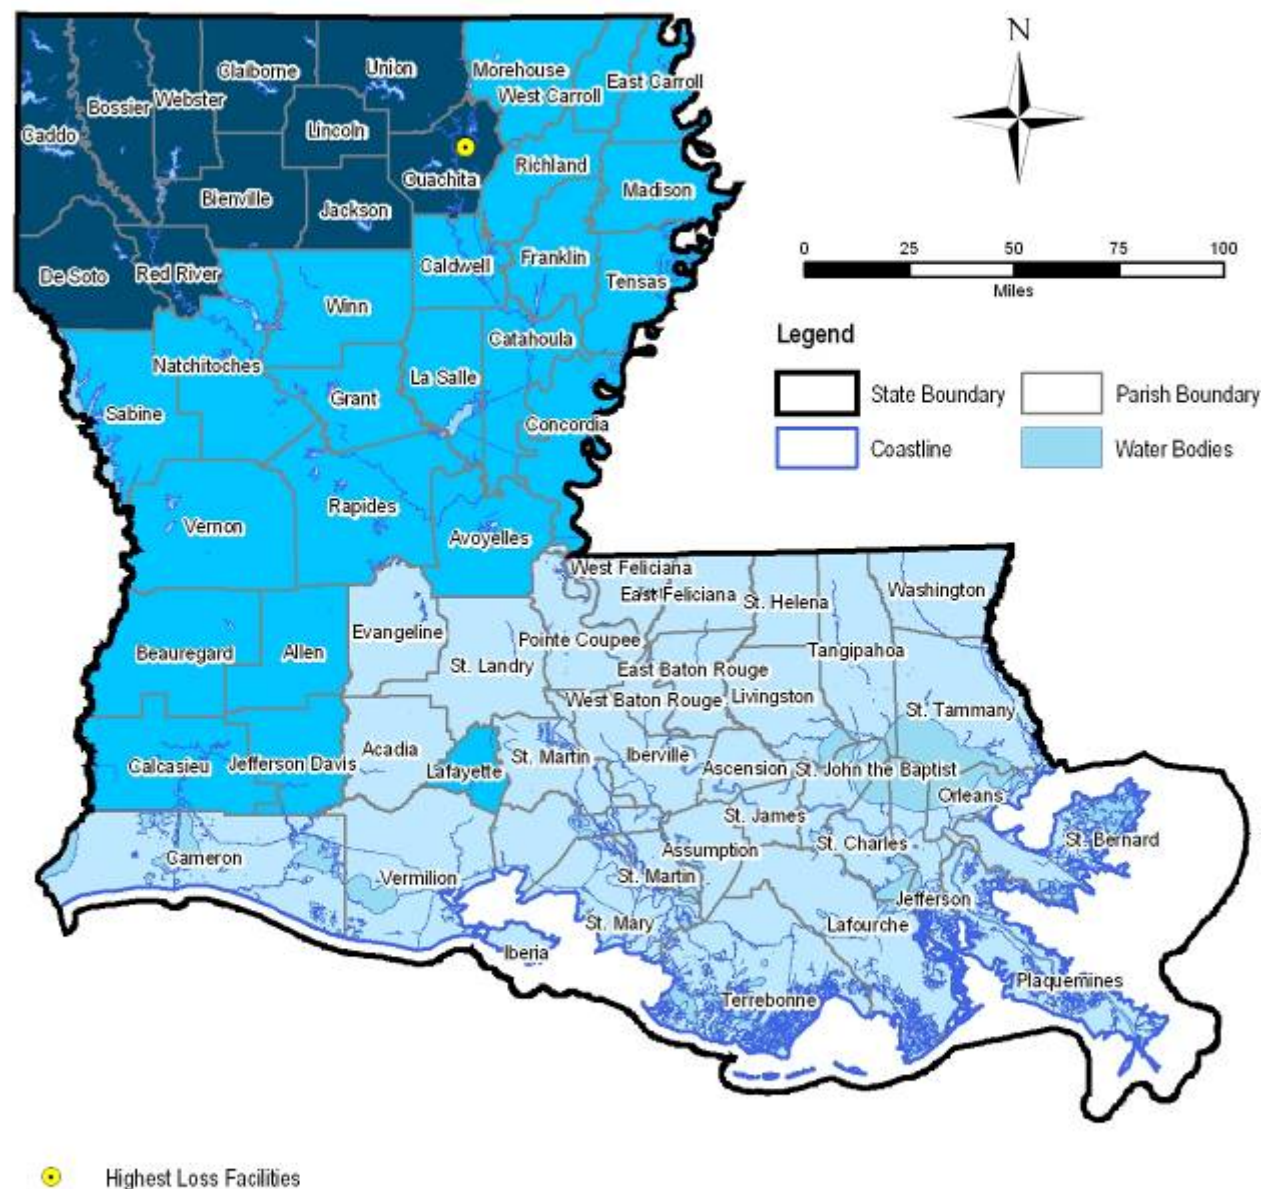 N
Claiborne
Union
Morehouse
East Carroll
Bossier
Webster
West Carroll
Caddo
Lincoln
Ouachita
Richland
Madison
Bienville
Jackson
De Soto
Red River
Caldwell
Franklin
Tensas
0 25 50 75 100
Miles
Winn
Legend
Catahoula
Natchitoches
La Salle
Grant
State Boundary
Parish Boundary
Sabine
Concordia
Coastline
Water Bodies
Rapides
Vernon
Avoyelles
West Feliciana
East Feliciana
St. Helena
Washington
Evangeline
Pointe Coupee
Beauregard
Allen
St. Landry
Tangipahoa
East Baton Rouge
West Baton Rouge
Livingston
St. Tammany
Acadia
St. Martin
Iberville
Calcasieu
Jefferson Davis
Lafayette
Ascension
St. John the Baptist
Orleans
St. James
St. Charles
St. Bernard
Cameron
Assumption
Vermilion
St. Martin
Jefferson
St. Mary
Lafourche
Iberia
Plaquemines
Terrebonne
Highest Loss Facilities